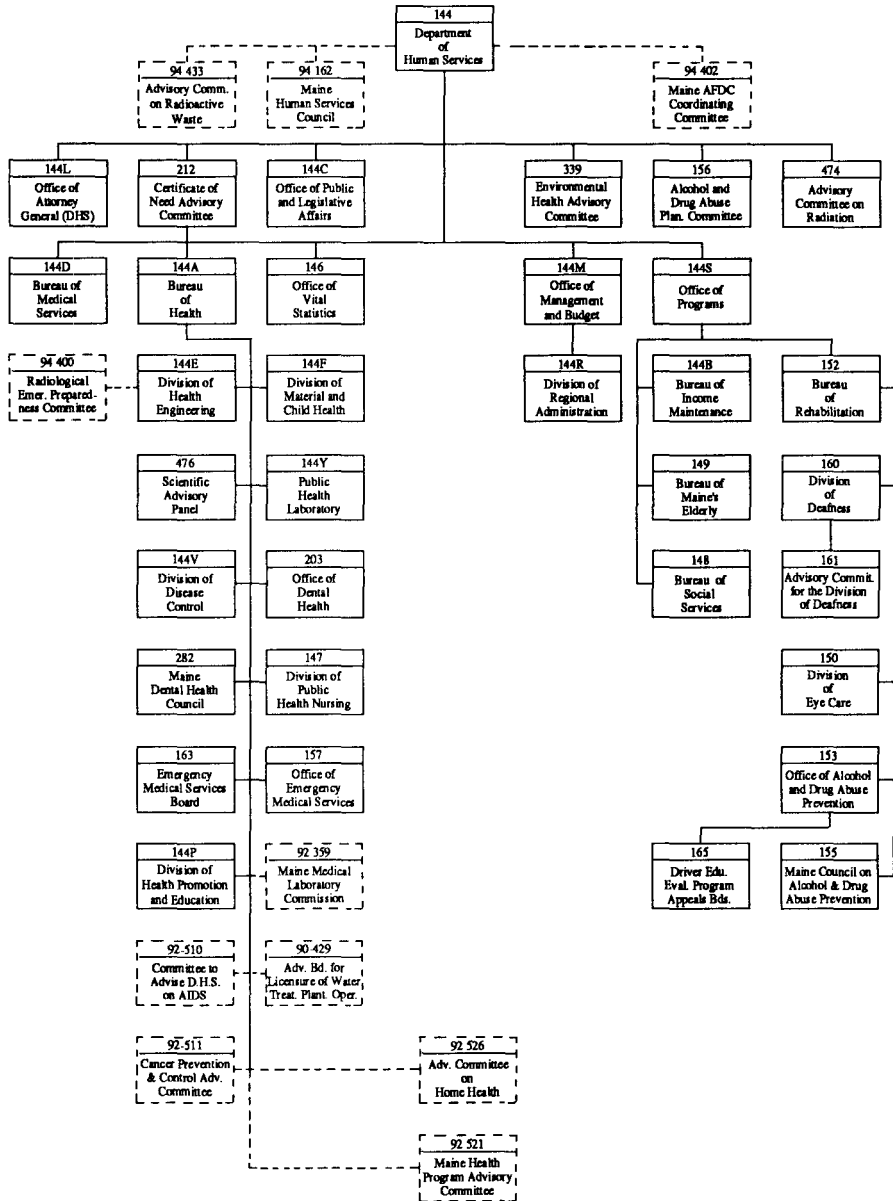 144
Department
of
Human Services
94 433
Advisory Comm.
on Radioactive
Waste
94 162
Maine
Human Services
Council
94 402
Maine AFDC
Coordinating
Committee
144L
Office of
Attorney
General (DHS)
212
Certificate of
Need Advisory
Committee
144C
Office of Public
and Legislative
Affairs
339
Environmental
Health Advisory
Committee
156
Alcohol and
Drug Abuse
Plan. Committee
474
Advisory
Committee on
Radiation
144D
Bureau of
Medical
Services
144A
Bureau
of
Health
146
Office
of Vital
Statistics
144M
Office of
Management
and Budget
144S
Office of
Programs
94 400
Radiological
Emer. Prepared-
ness Committee
144E
Division of
Health
Engineering
144F
Division of
Material and
Child Health
144R
Division of
Regional
Administration
144B
Bureau of
Income
Maintenance
152
Bureau
of
Rehabilitation
476
Scientific
Advisory
Panel
144Y
Public
Health
Laboratory
149
Bureau of
Maine's
Elderly
160
Division
of
Deafness
144V
Division of
Disease
Control
203
Office of
Dental
Health
148
Bureau of
Social
Services
161
Advisory Commit.
for the Division
of Deafness
282
Maine
Dental Health
Council
147
Division of
Public
Health Nursing
150
Division
of
Eye Care
163
Emergency
Medical Services
Board
157
Office of
Emergency
Medical Services
153
Office of Alcohol
and Drug Abuse
Prevention
144P
Division of
Health Promotion
and Education
92 359
Maine Medical
Laboratory
Commission
165
Driver Edu.
Eval. Program
Appeals Bds.
155
Maine Council on
Alcohol & Drug
Abuse Prevention
92-510
Committee to
Advise D.H.S.
on AIDS
90-429
Adv. Bd. for
Licensure of Water
Treat. Plant. Oper.
92-511
Cancer Prevention
& Control Adv.
Committee
92 526
Adv. Committee
on
Home Health
92 521
Maine Health
Program Advisory
Committee